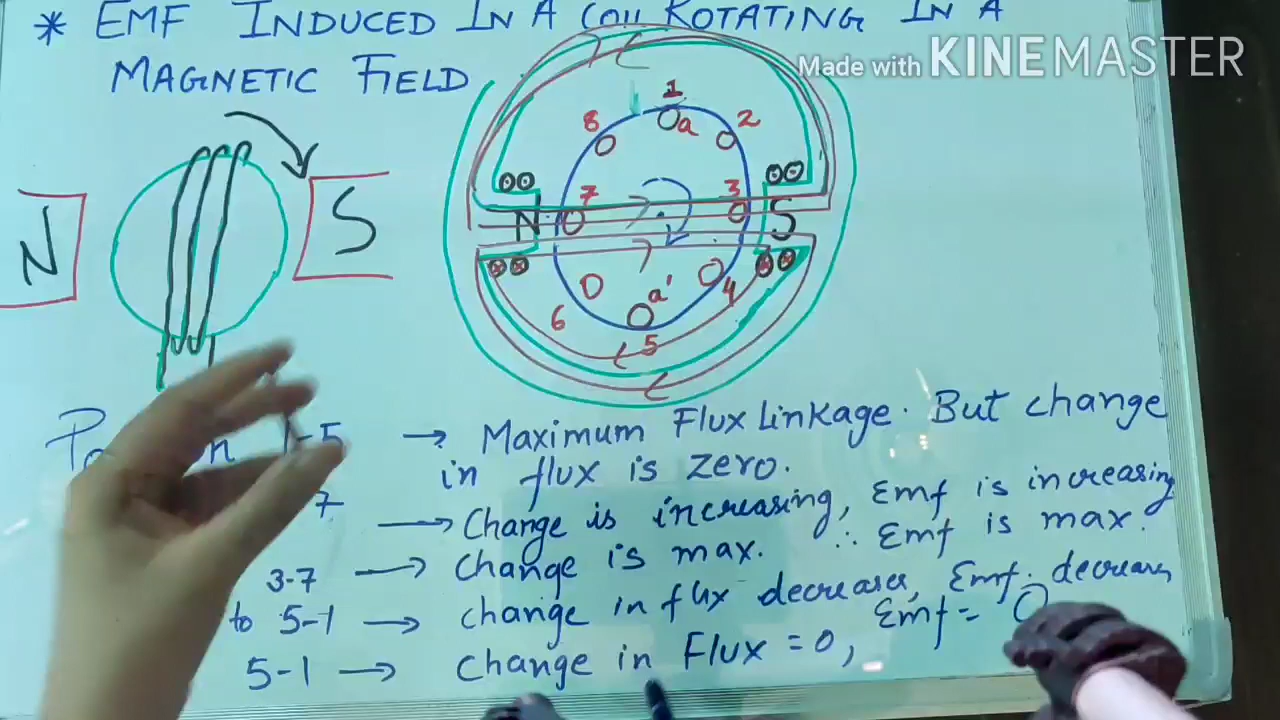 * EMF INDUCED IN A COIL ROTATING IN A
MAGNETIC FIELD
Made with KINEMASTER
1
a
2
8
7
3
N
S
N
S
a'
4
6
5
1-5 → MAXIMUM FLUX LINKAGE. But change
in flux is zero.
7 → Change is increasing, Emf is increasing
3-7 → Change is max. ∴ Emf is max.
to 5-1 → Change in flux decreases, Emf decreases
5-1 → Change in Flux = 0, Emf = 0